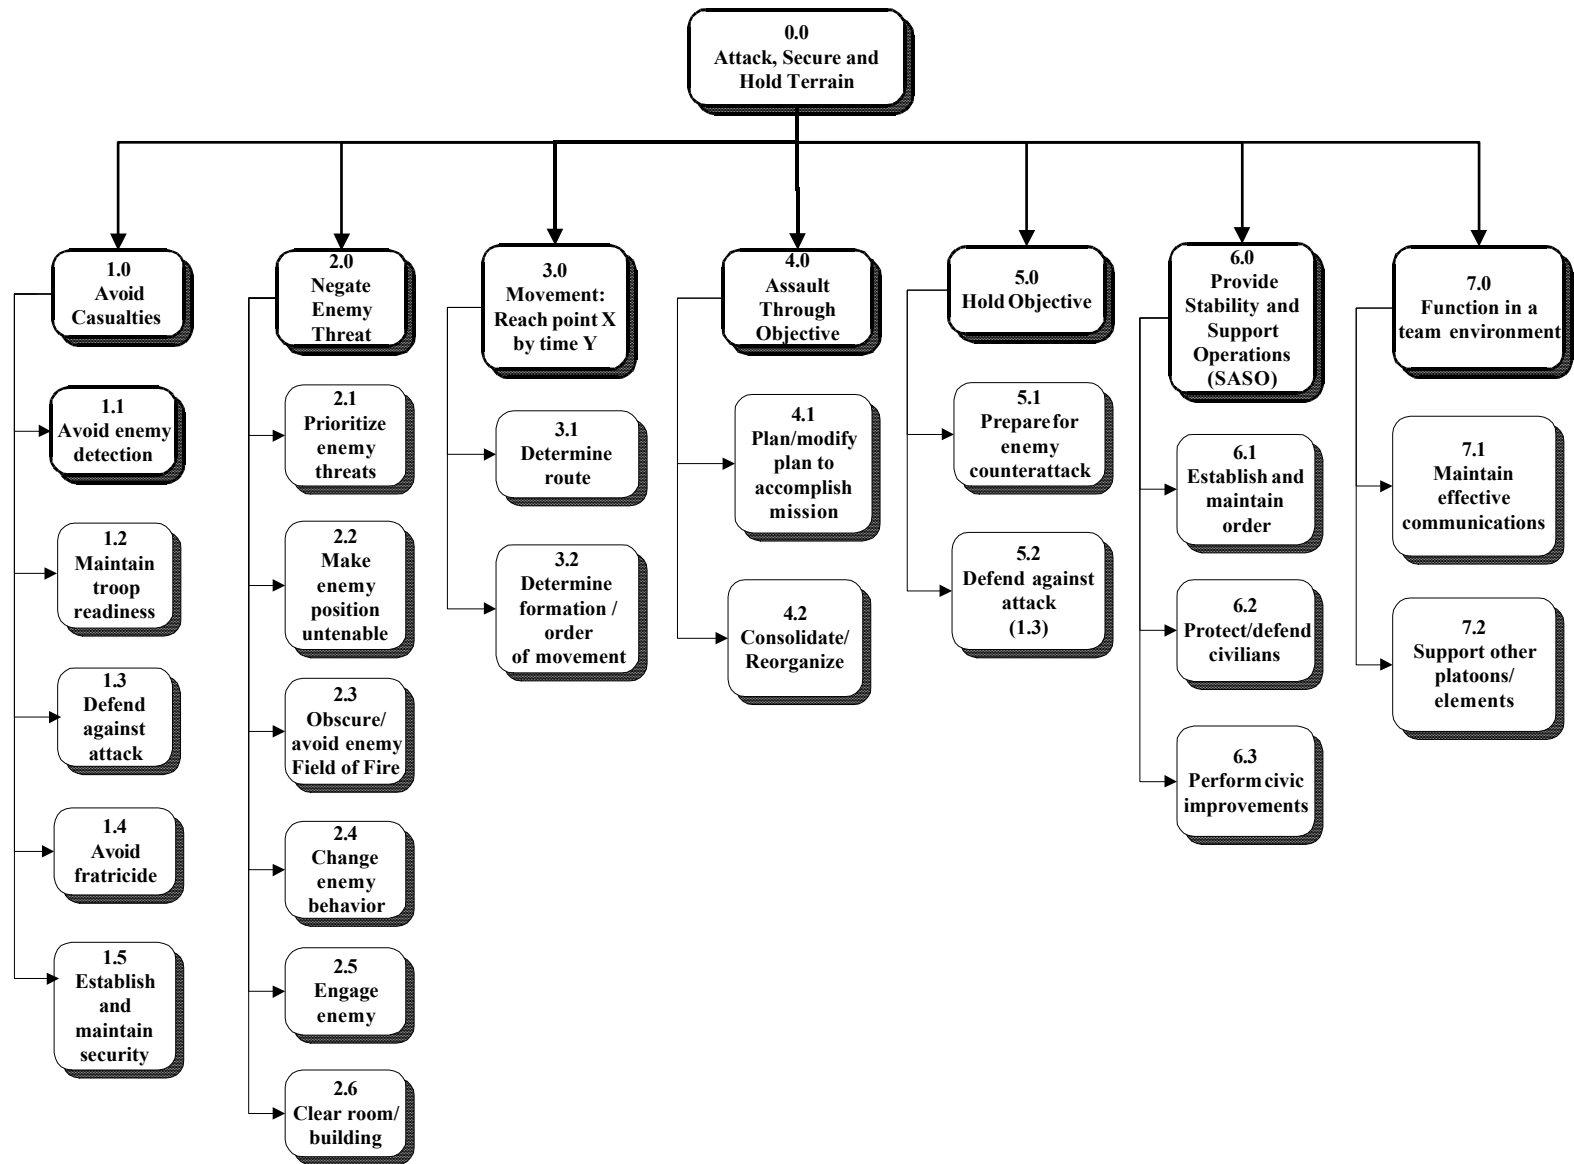 0.0
Attack, Secure and
Hold Terrain
1.0
Avoid
Casualties
1.1
Avoid enemy
detection
1.2
Maintain
troop
readiness
1.3
Defend
against
attack
1.4
Avoid
fratricide
1.5
Establish
and
maintain
security
2.0
Negate
Enemy
Threat
2.1
Prioritize
enemy
threats
2.2
Make
enemy
position
untenable
2.3
Obscure/
avoid enemy
Field of Fire
2.4
Change
enemy
behavior
2.5
Engage
enemy
2.6
Clear room/
building
3.0
Movement:
Reach point X
by time Y
3.1
Determine
route
3.2
Determine
formation /
order
of movement
4.0
Assault
Through
Objective
4.1
Plan/modify
plan to
accomplish
mission
4.2
Consolidate/
Reorganize
5.0
Hold Objective
5.1
Prepare for
enemy
counterattack
5.2
Defend against
attack
(1.3)
6.0
Provide
Stability and
Support
Operations
(SASO)
6.1
Establish and
maintain
order
6.2
Protect/defend
civilians
6.3
Perform civic
improvements
7.0
Function in a
team environment
7.1
Maintain
effective
communications
7.2
Support other
platoons/
elements